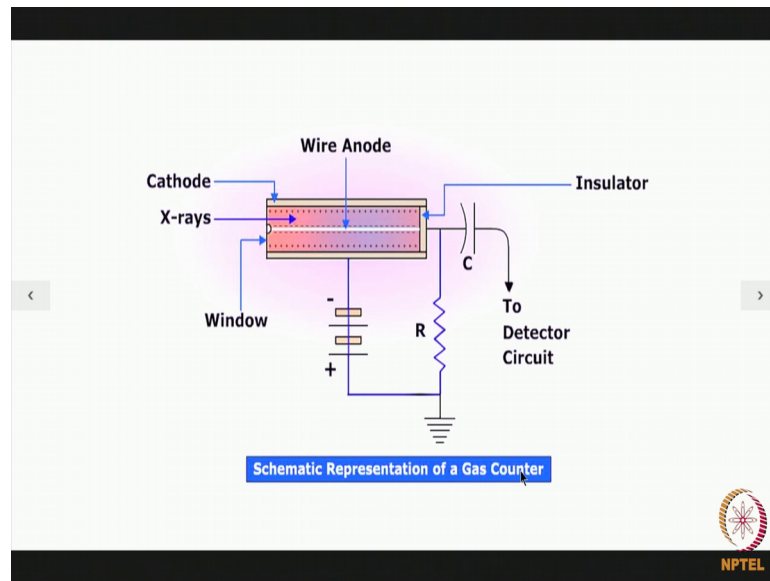 Wire Anode
Cathode
Insulator
X-rays
C
Window
-
To
Detector
Circuit
R
+
Schematic Representation of a Gas Counter
NPTEL